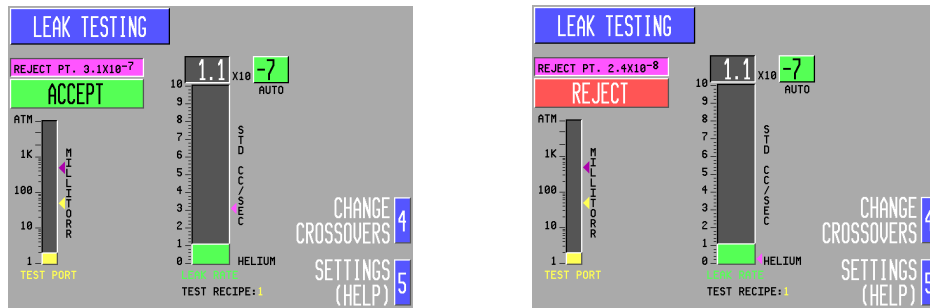 LEAK TESTING
REJECT PT. 3.1X10-7
ACCEPT
1.1 X10 -7
AUTO
10
9
8
7
6
5
4
3
2
1
0
STD CC/SEC
ATM
1K
100
10
1
MILLITORR
TEST PORT
HELIUM
LEAK RATE
TEST RECIPE:1
CHANGE
CROSSOVERS 4
SETTINGS
(HELP) 5
LEAK TESTING
REJECT PT. 2.4X10-8
REJECT
1.1 X10 -7
AUTO
10
9
8
7
6
5
4
3
2
1
0
STD CC/SEC
ATM
1K
100
10
1
MILLITORR
TEST PORT
HELIUM
LEAK RATE
TEST RECIPE:1
CHANGE
CROSSOVERS 4
SETTINGS
(HELP) 5